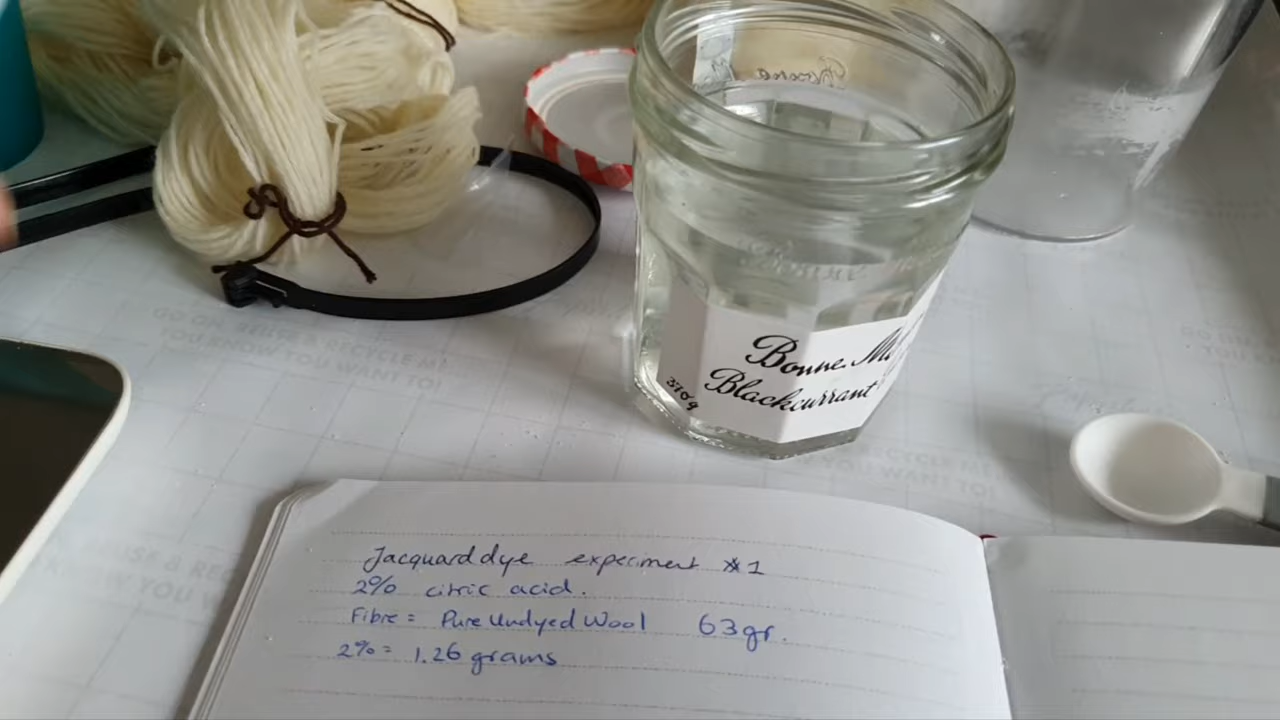 Bonne Ma
Blackcurrant
370g
Jacquard dye experiment #1
2% citric acid.
Fibre = Pure Undyed Wool 63gr.
2% = 1.26 grams